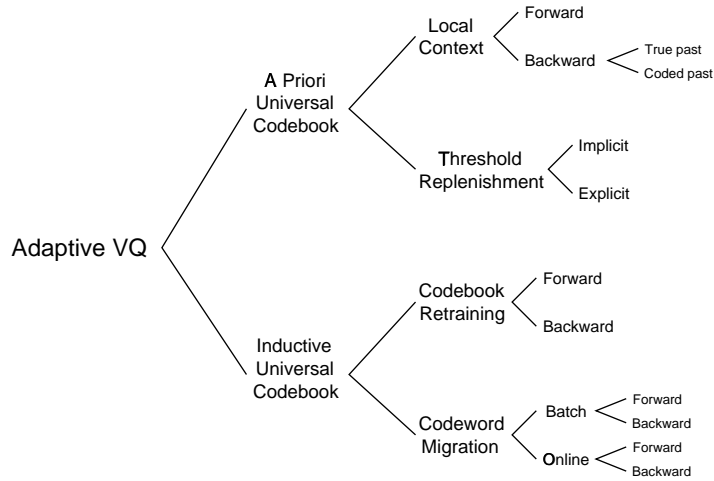 Adaptive VQ
A Priori
Universal
Codebook
Local
Context
Forward
Backward
True past
Coded past
Threshold
Replenishment
Implicit
Explicit
Inductive
Universal
Codebook
Codebook
Retraining
Forward
Backward
Codeword
Migration
Batch
Forward
Backward
Online
Forward
Backward